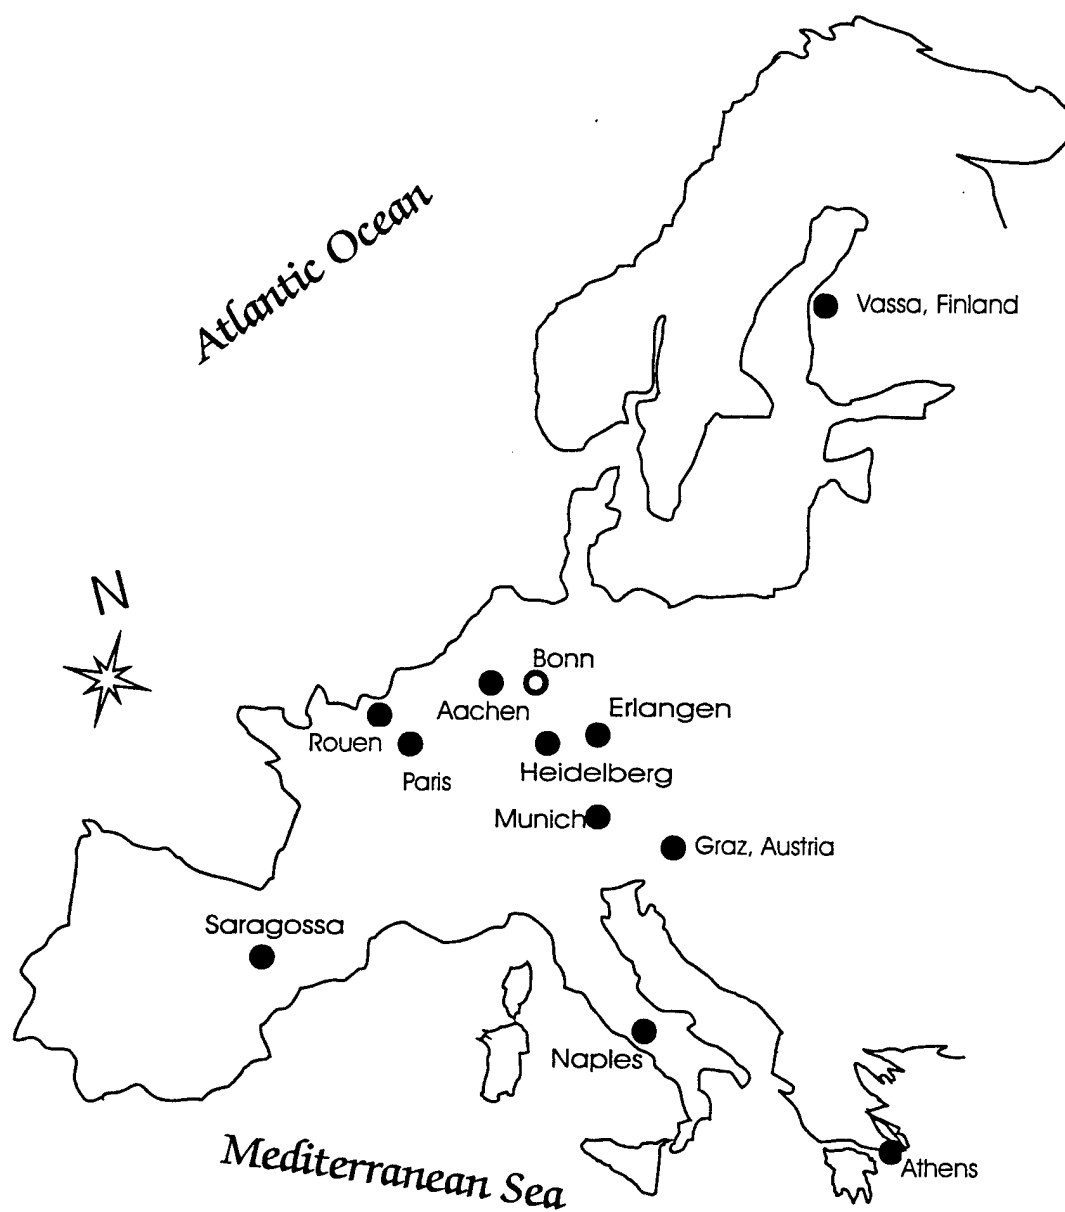 Atlantic Ocean
Vassa, Finland
N
Bonn
Aachen
Erlangen
Rouen
Heidelberg
Paris
Munich
Graz, Austria
Saragossa
Naples
Mediterranean Sea
Athens